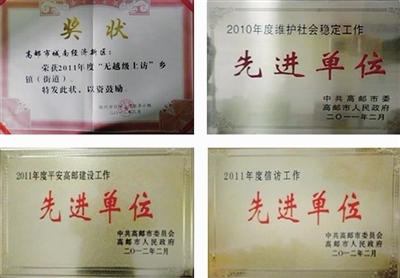 奖状
高邮市城南经济新区：
荣获2011年度“无越级上访”乡
镇（街道）。
特发此状，以资鼓励。
2010年度维护社会稳定工作
先进单位
中共高邮市委
高邮市人民政府
二〇一一年二月
2011年度平安高邮建设工作
先进单位
中共高邮市委员会
高邮市人民政府
二〇一二年二月
2011年度信访工作
先进单位
中共高邮市委员会
高邮市人民政府
二〇一二年二月